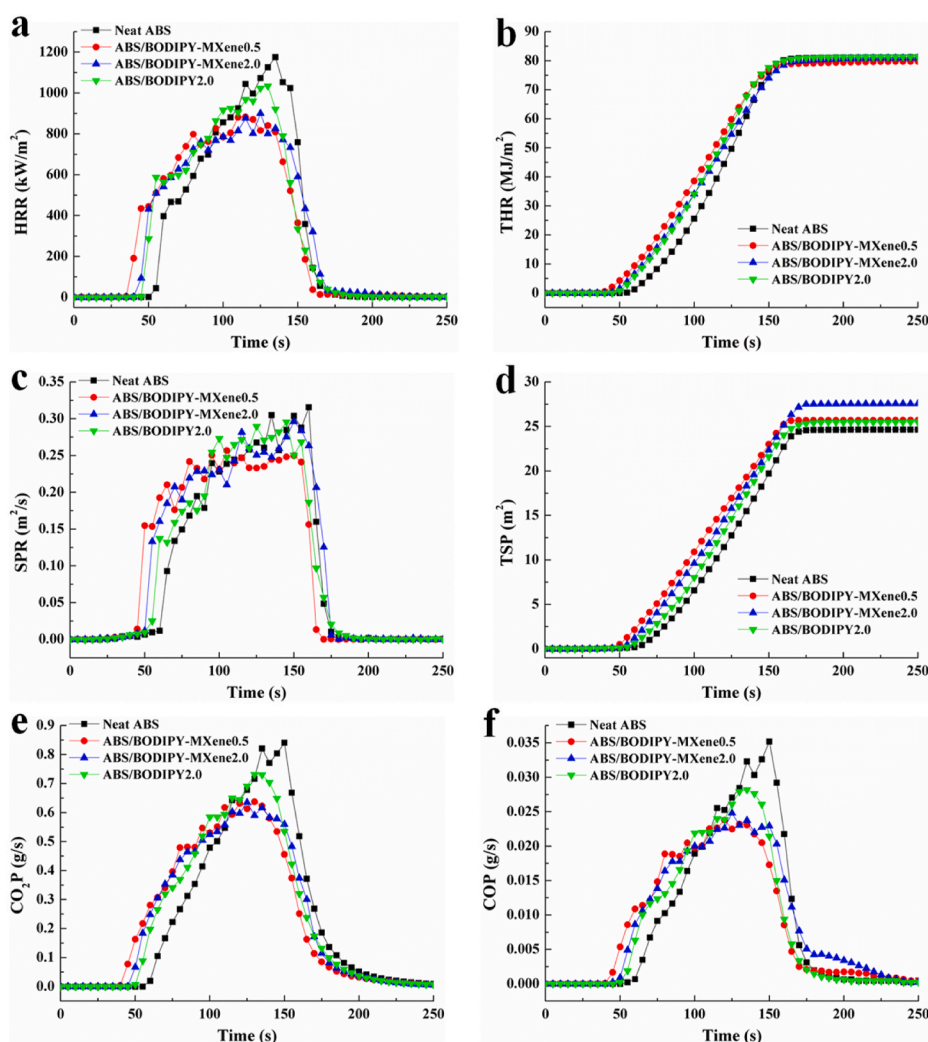 a
Neat ABS
ABS/BODIPY-MXene0.5
ABS/BODIPY-MXene2.0
ABS/BODIPY2.0
HRR (kW/m²)
1200
1000
800
600
400
200
0
0 50 100 150 200 250
Time (s)
b
THR (MJ/m²)
90
80
70
60
50
40
30
20
10
0
Neat ABS
ABS/BODIPY-MXene0.5
ABS/BODIPY-MXene2.0
ABS/BODIPY2.0
0 50 100 150 200 250
Time (s)
c
Neat ABS
ABS/BODIPY-MXene0.5
ABS/BODIPY-MXene2.0
ABS/BODIPY2.0
SPR (m²/s)
0.35
0.30
0.25
0.20
0.15
0.10
0.05
0.00
0 50 100 150 200 250
Time (s)
d
TSP (m²)
30
25
20
15
10
5
0
Neat ABS
ABS/BODIPY-MXene0.5
ABS/BODIPY-MXene2.0
ABS/BODIPY2.0
0 50 100 150 200 250
Time (s)
e
Neat ABS
ABS/BODIPY-MXene0.5
ABS/BODIPY-MXene2.0
ABS/BODIPY2.0
CO₂P (g/s)
0.9
0.8
0.7
0.6
0.5
0.4
0.3
0.2
0.1
0.0
0 50 100 150 200 250
Time (s)
f
Neat ABS
ABS/BODIPY-MXene0.5
ABS/BODIPY-MXene2.0
ABS/BODIPY2.0
COP (g/s)
0.035
0.030
0.025
0.020
0.015
0.010
0.005
0.000
0 50 100 150 200 250
Time (s)